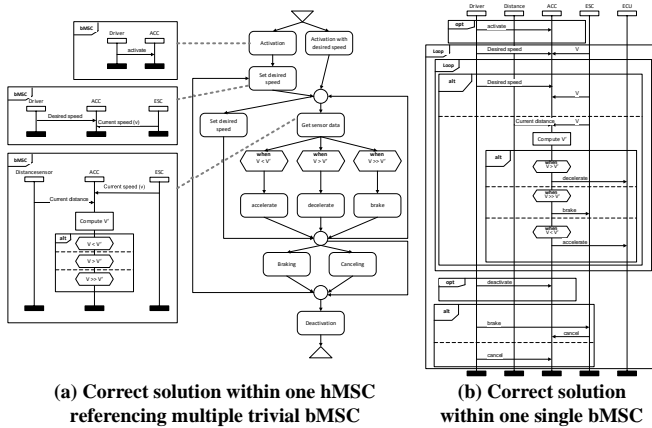 bMSC
Driver
ACC
activate
bMSC
Driver
ACC
ESC
Desired speed
Current speed (v)
bMSC
Distancesensor
ACC
ESC
Current speed (v)
Current distance
Compute V'
alt
V < V'
V > V'
V >> V'
Activation
Activation with
desired speed
Set desired
speed
Set desired
speed
Get sensor data
when
V < V'
when
V > V'
when
V >> V'
accelerate
decelerate
brake
Braking
Canceling
Deactivation
(a) Correct solution within one hMSC
referencing multiple trivial bMSC
Driver
Distance
ACC
ESC
ECU
opt
activate
Loop
Desired speed
V
Loop
alt
Desired speed
V
Current distance
V
Compute V'
alt
when
V > V'
decelerate
when
V >> V'
brake
when
V < V'
accelerate
opt
deactivate
alt
brake
cancel
cancel
(b) Correct solution
within one single bMSC